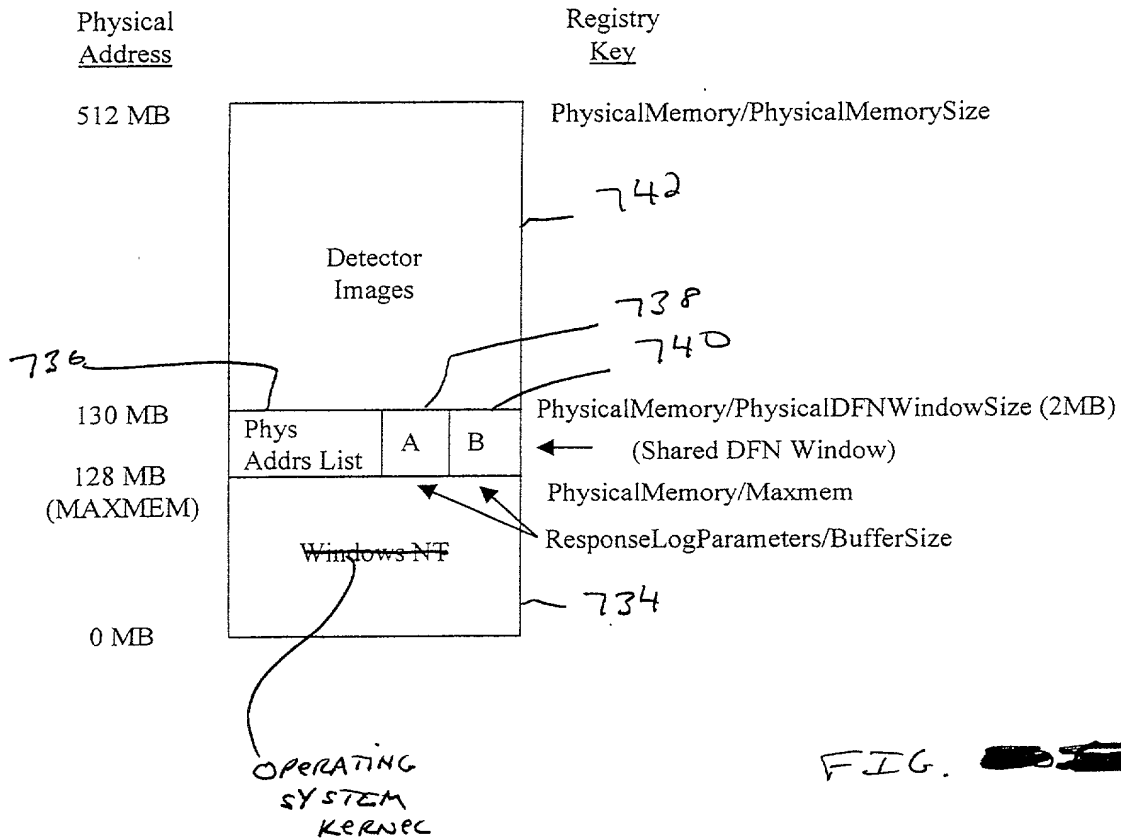 Physical
Address
Registry
Key
512 MB
PhysicalMemory/PhysicalMemorySize
742
Detector
Images
738
740
736
130 MB
PhysicalMemory/PhysicalDFNWindowSize (2MB)
Phys
Addrs List
A
B
(Shared DFN Window)
128 MB
(MAXMEM)
PhysicalMemory/Maxmem
ResponseLogParameters/BufferSize
Windows NT
734
0 MB
OPERATING
SYSTEM
KERNEL
FIG.